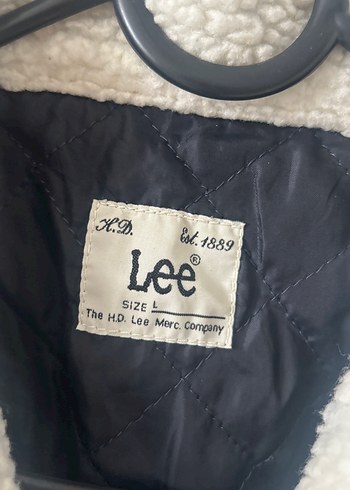 H.D. Est. 1889
Lee®
SIZE L
The H.D. Lee Merc. Company